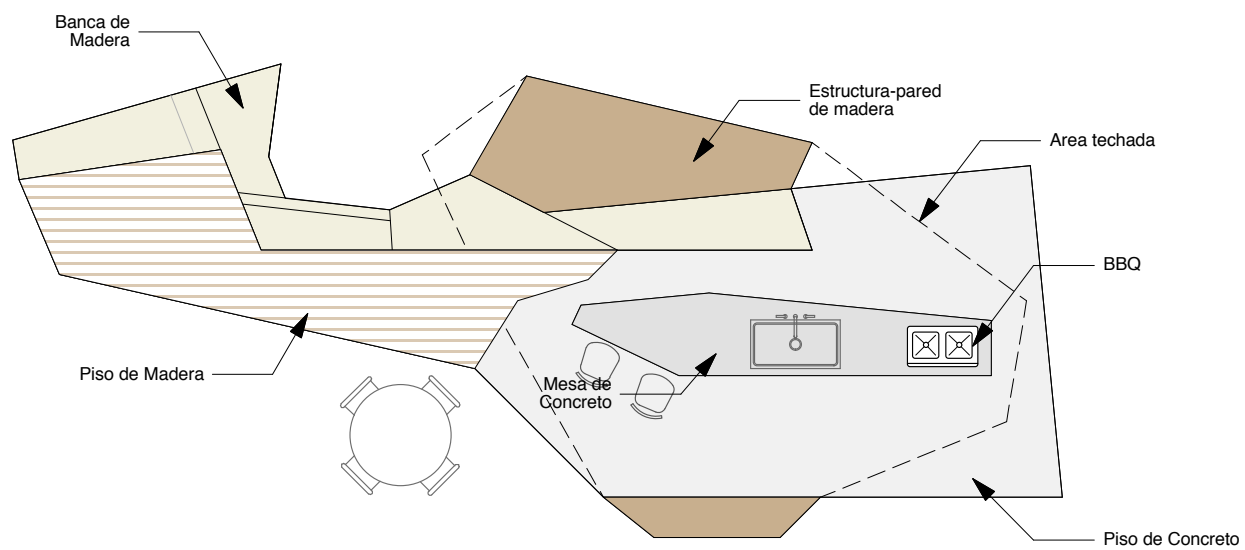 Banca de
Madera
Estructura-pared
de madera
Area techada
BBQ
Piso de Madera
Mesa de
Concreto
Piso de Concreto